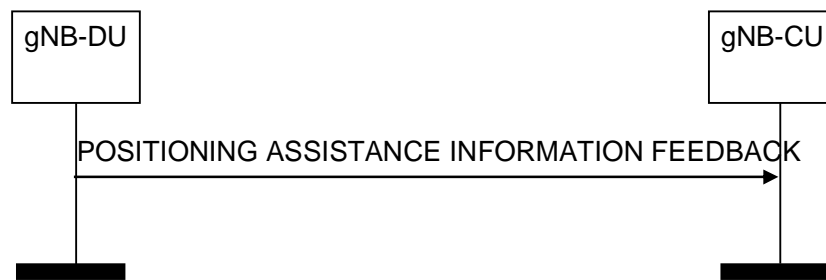 gNB-DU
gNB-CU
POSITIONING ASSISTANCE INFORMATION FEEDBACK